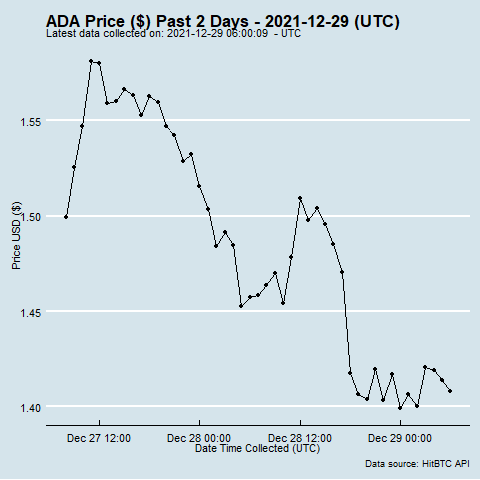 ADA Price ($) Past 2 Days - 2021-12-29 (UTC)
Latest data collected on: 2021-12-29 06:00:09 - UTC
Price USD ($)
1.55
1.50
1.45
1.40
Dec 27 12:00 Dec 28 00:00 Dec 28 12:00 Dec 29 00:00
Date Time Collected (UTC)
Data source: HitBTC API